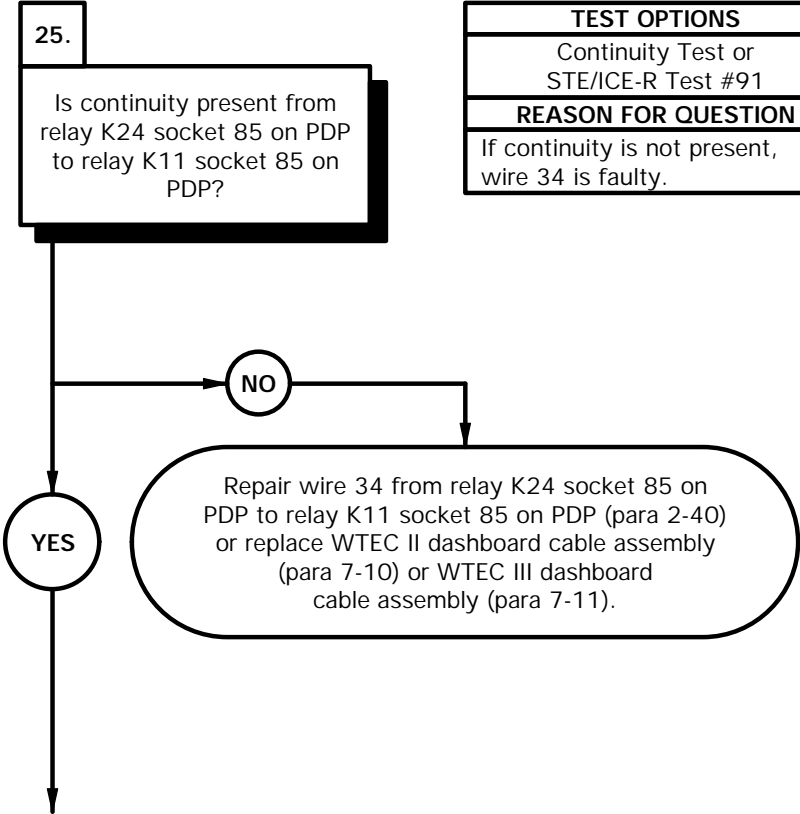 25.
Is continuity present from
relay K24 socket 85 on PDP
to relay K11 socket 85 on
PDP?
TEST OPTIONS
Continuity Test or
STE/ICE-R Test #91
REASON FOR QUESTION
If continuity is not present,
wire 34 is faulty.
NO
YES
Repair wire 34 from relay K24 socket 85 on
PDP to relay K11 socket 85 on PDP (para 2-40)
or replace WTEC II dashboard cable assembly
(para 7-10) or WTEC III dashboard
cable assembly (para 7-11).